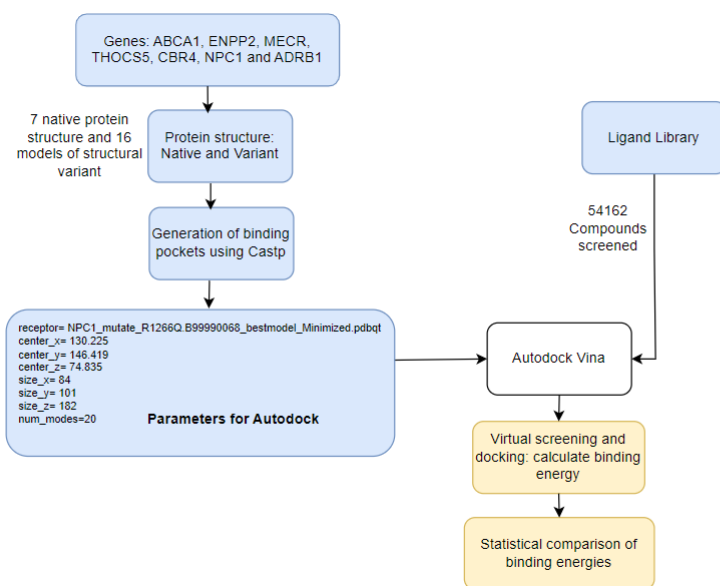 Genes: ABCA1, ENPP2, MECR,
THOCS5, CBR4, NPC1 and ADRB1
7 native protein
structure and 16
models of structural
variant
Protein structure:
Native and Variant
Ligand Library
Generation of binding
pockets using Castp
54162
Compounds
screened
receptor= NPC1_mutate_R1266Q.B99990068_bestmodel_Minimized.pdbqt
center_x= 130.225
center_y= 146.419
center_z= 74.835
size_x= 84
size_y= 101
size_z= 182
num_modes=20
Parameters for Autodock
Autodock Vina
Virtual screening and
docking: calculate binding
energy
Statistical comparison of
binding energies